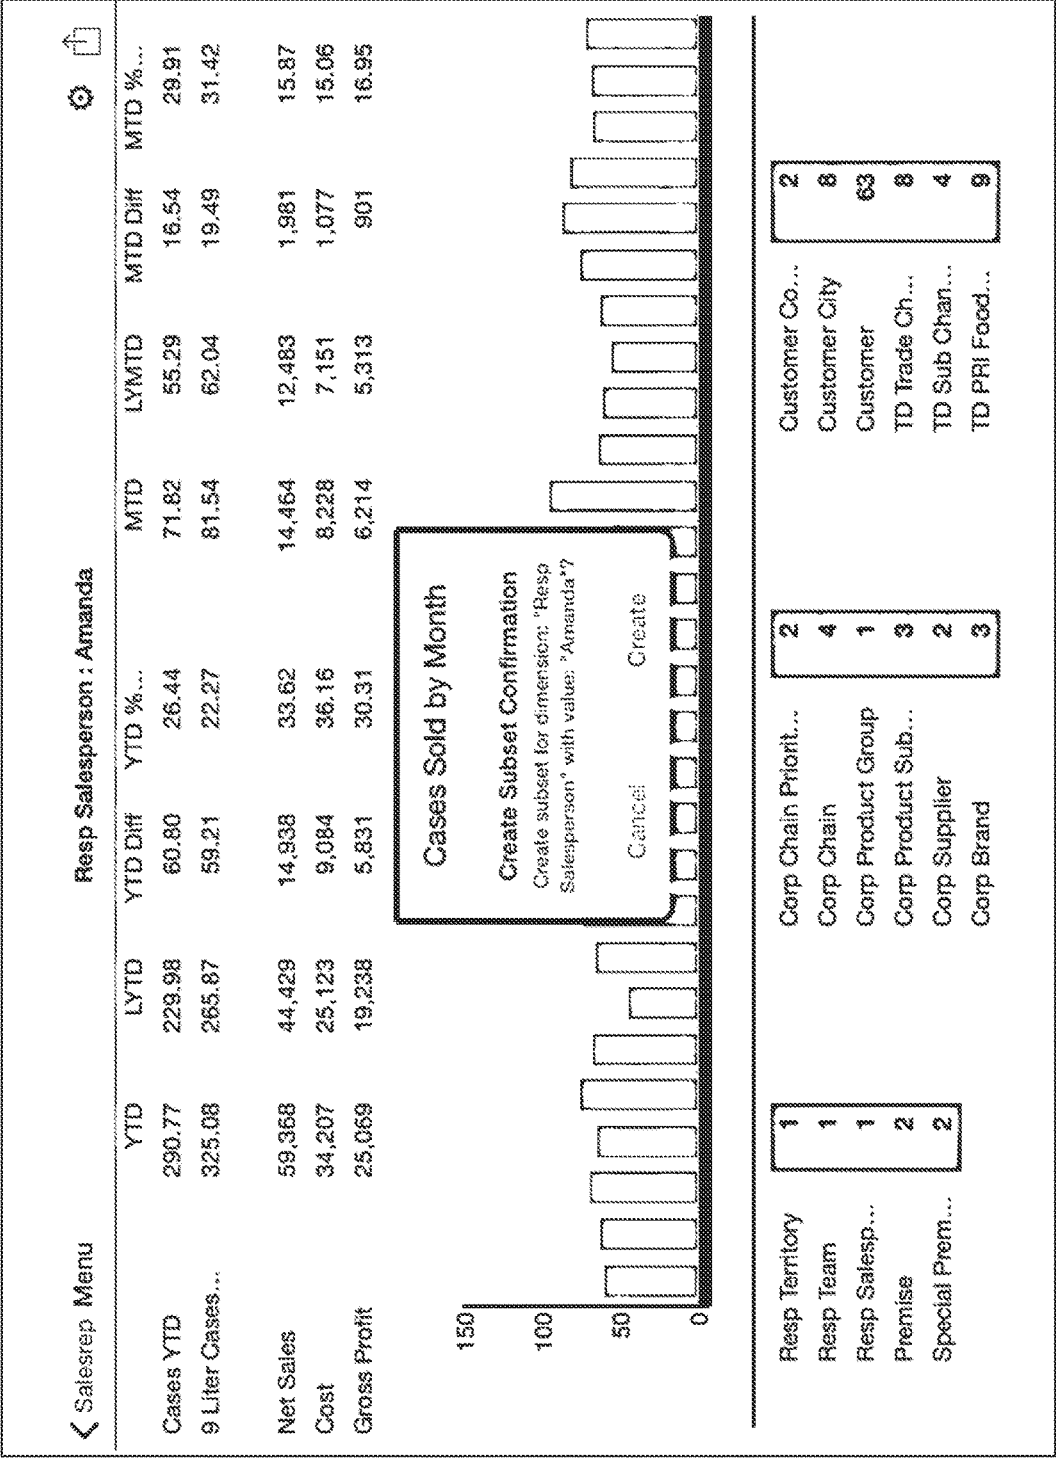 Salesrep Menu Resp Salesperson : Amanda
YTD LYTD YTD Diff YTD %... MTD LYMTD MTD Diff MTD %...
Cases YTD 290.77 229.98 60.80 26.44 71.82 55.29 16.54 29.91
9 Liter Cases... 325.08 265.87 59.21 22.27 81.54 62.04 19.49 31.42
Net Sales 59,368 44,429 14,938 33.62 14,464 12,483 1,981 15.87
Cost 34,207 25,123 9,084 36.16 8,228 7,151 1,077 15.06
Gross Profit 25,069 19,238 5,831 30.31 6,214 5,313 901 16.95
Cases Sold by Month
Create Subset Confirmation
Create subset for dimension: "Resp
Salesperson" with value: "Amanda"?
Cancel Create
150
100
50
0
Resp Territory 1 Corp Chain Priorit... 2 Customer Co... 2
Resp Team 1 Corp Chain 4 Customer City 8
Resp Salesp... 1 Corp Product Group 1 Customer 63
Premise 2 Corp Product Sub... 3 TD Trade Ch... 8
Special Prem... 2 Corp Supplier 2 TD Sub Chan... 4
Corp Brand 3 TD PRI Food... 9